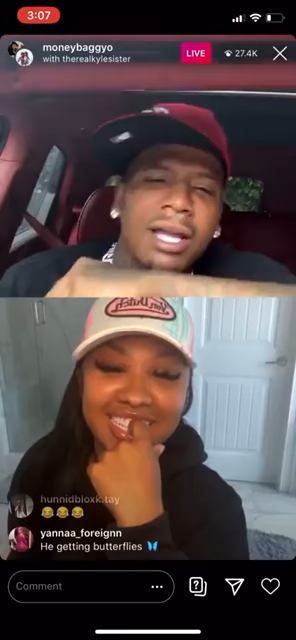 3:07
moneybaggyo
with therealkylesister
LIVE
27.4K
Von Dutch
hunnidbloxk.tay
😂😂😂
yannaa_foreignn
He getting butterflies 🦋
Comment